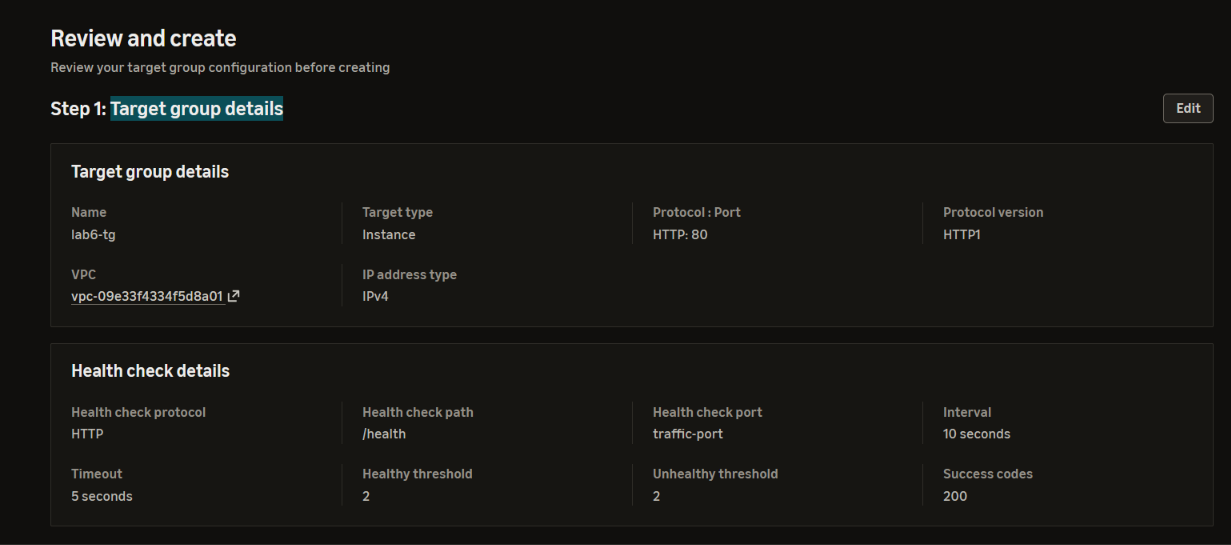 Review and create
Review your target group configuration before creating
Step 1: Target group details
Edit
Target group details
Name
lab6-tg
Target type
Instance
Protocol : Port
HTTP: 80
Protocol version
HTTP1
VPC
vpc-09e33f4334f5d8a01
IP address type
IPv4
Health check details
Health check protocol
HTTP
Health check path
/health
Health check port
traffic-port
Interval
10 seconds
Timeout
5 seconds
Healthy threshold
2
Unhealthy threshold
2
Success codes
200